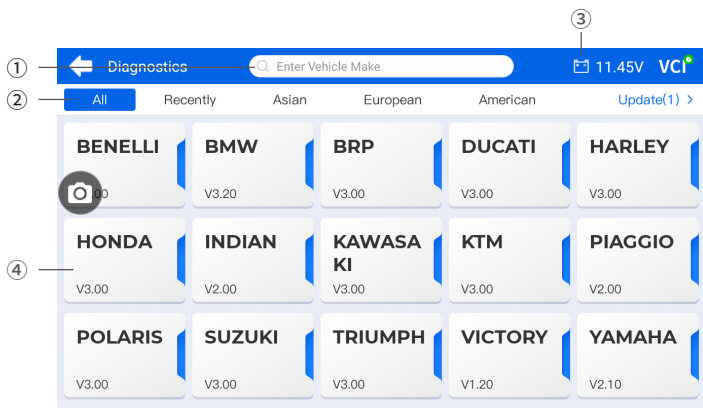 ③
① Diagnostics Enter Vehicle Make 11.45V VCI
② All Recently Asian European American Update(1) >
BENELLI BMW BRP DUCATI HARLEY
.00 V3.20 V3.00 V3.00 V3.00
④ HONDA INDIAN KAWASA
KI KTM PIAGGIO
V3.00 V2.00 V3.00 V3.00 V2.00
POLARIS SUZUKI TRIUMPH VICTORY YAMAHA
V3.00 V3.00 V3.00 V1.20 V2.10